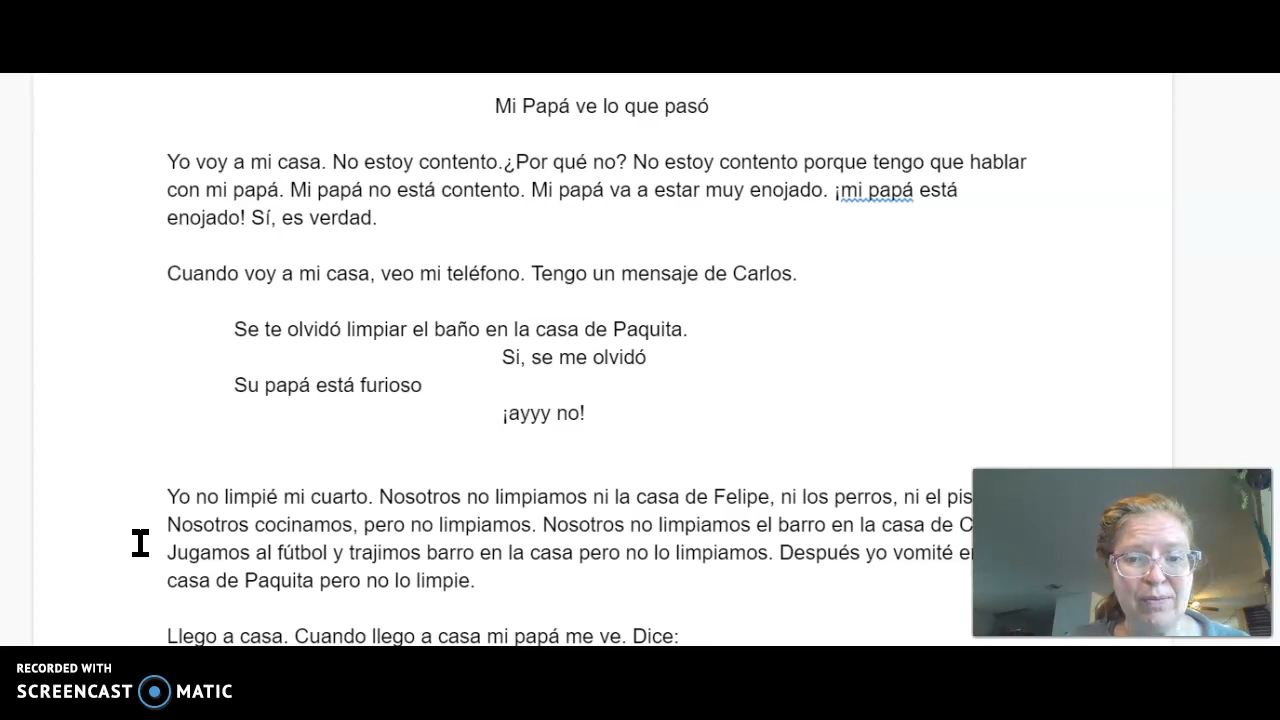 Mi Papá ve lo que pasó
Yo voy a mi casa. No estoy contento.¿Por qué no? No estoy contento porque tengo que hablar
con mi papá. Mi papá no está contento. Mi papá va a estar muy enojado. ¡mi papá está
enojado! Sí, es verdad.
Cuando voy a mi casa, veo mi teléfono. Tengo un mensaje de Carlos.
Se te olvidó limpiar el baño en la casa de Paquita.
Si, se me olvidó
Su papá está furioso
¡ayyy no!
Yo no limpié mi cuarto. Nosotros no limpiamos ni la casa de Felipe, ni los perros, ni el
Nosotros cocinamos, pero no limpiamos. Nosotros no limpiamos el barro en la casa de
Jugamos al fútbol y trajimos barro en la casa pero no lo limpiamos. Después yo vomité
casa de Paquita pero no lo limpie.
Llego a casa. Cuando llego a casa mi papá me ve. Dice:
RECORDED WITH
SCREENCAST MATIC